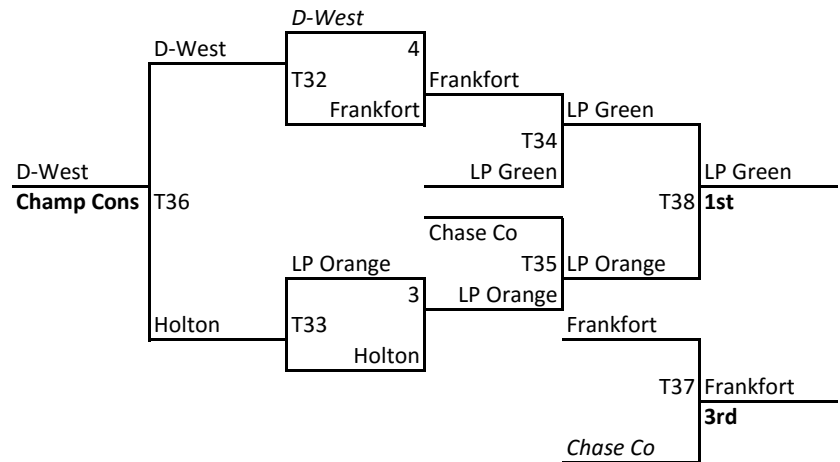 D-West
D-West
4
T32
Frankfort
Frankfort
LP Green
T34
LP Green
D-West
LP Green
Champ Cons
T36
T38
1st
Chase Co
LP Orange
T35
LP Orange
3
LP Orange
Holton
T33
Frankfort
Holton
T37
Frankfort
3rd
Chase Co